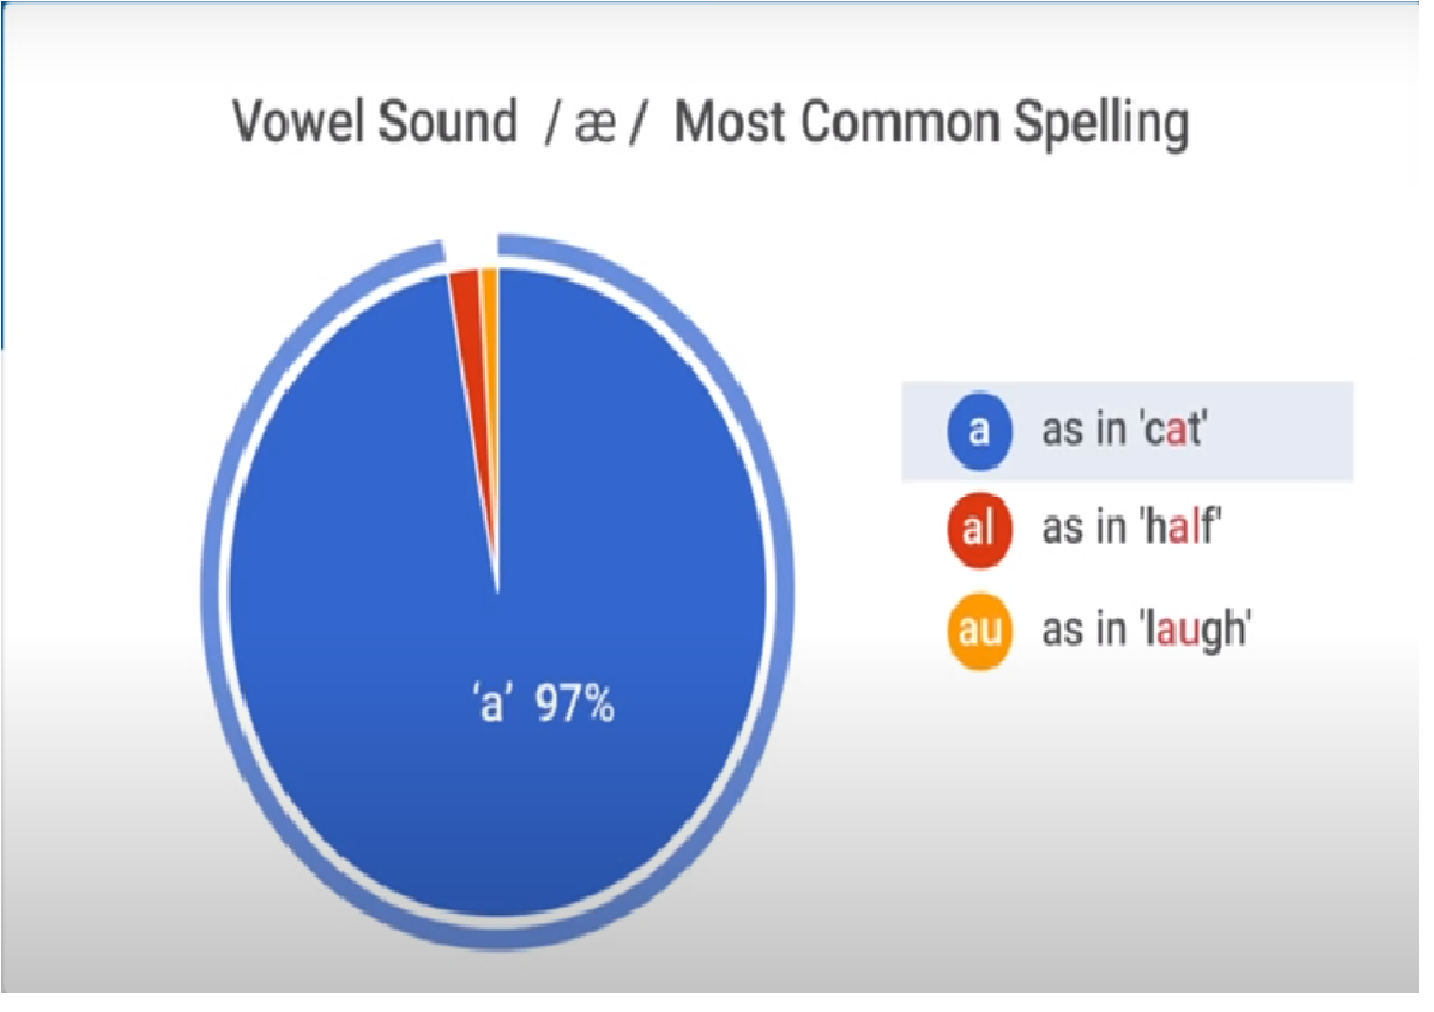 Vowel Sound / æ / Most Common Spelling
'a' 97%
a as in 'cat'
al as in 'half'
au as in 'laugh'